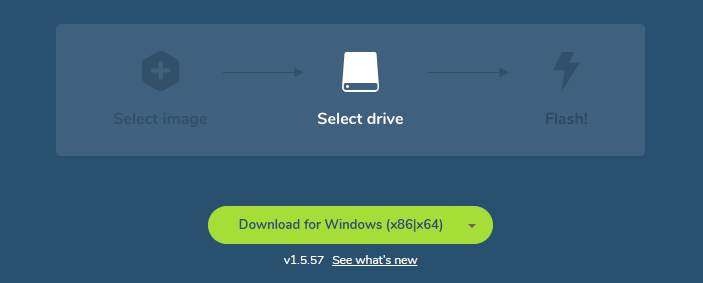 Select image
Select drive
Flash!
Download for Windows (x86|x64)
v1.5.57 See what's new